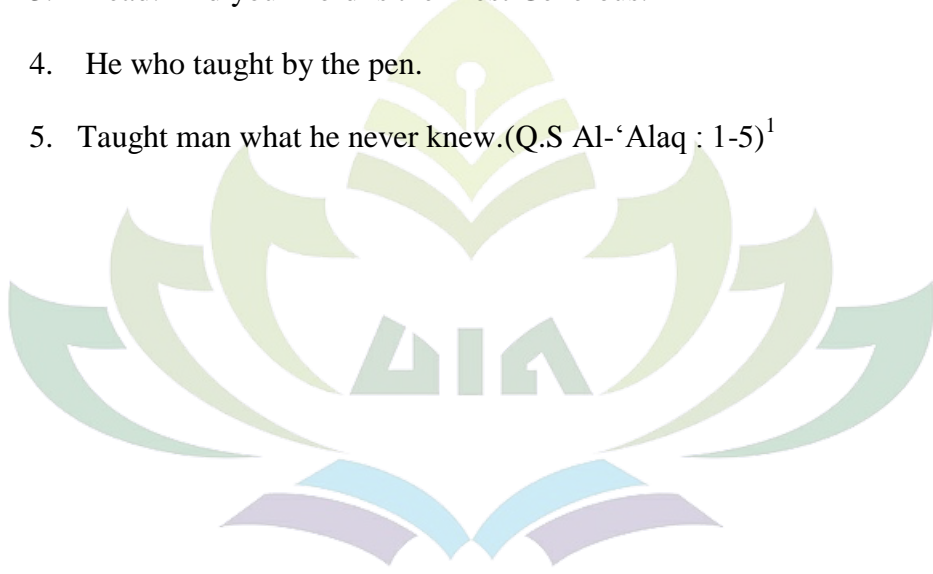 4. He who taught by the pen.
5. Taught man what he never knew.(Q.S Al-‘Alaq : 1-5)1
UIN